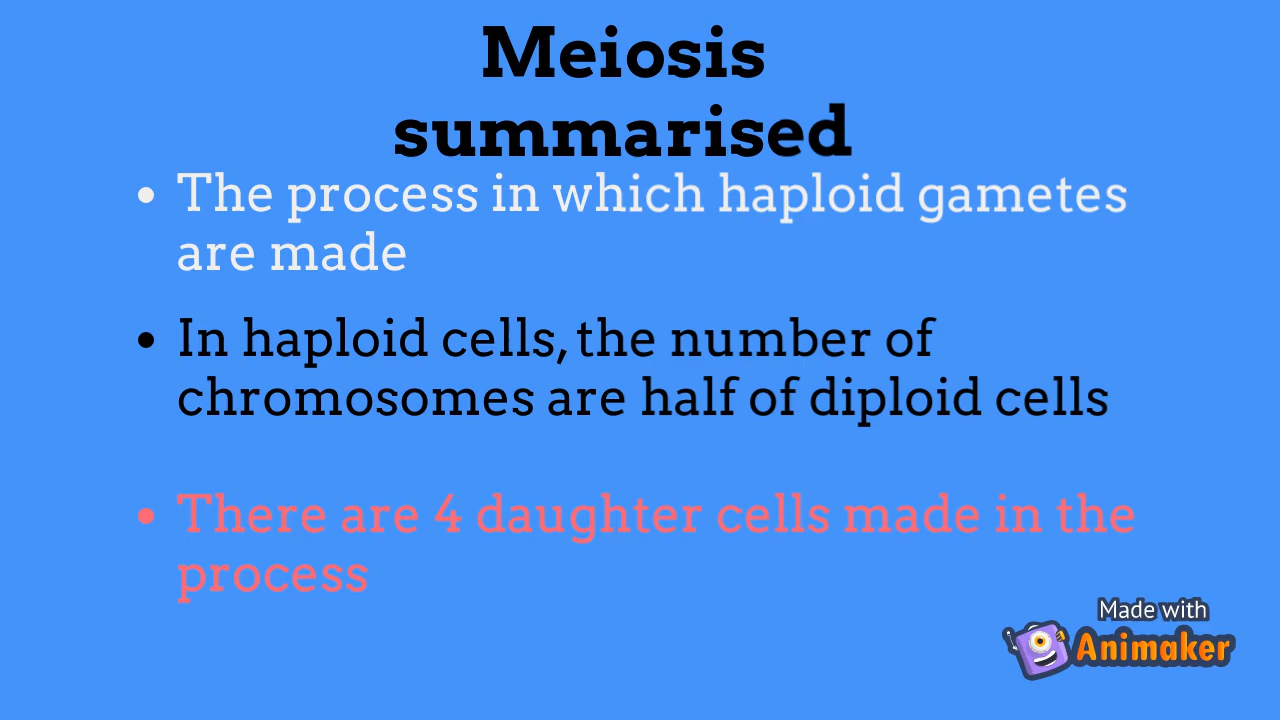 Meiosis
summarised
• The process in which haploid gametes
are made
• In haploid cells, the number of
chromosomes are half of diploid cells
• There are 4 daughter cells made in the
process
Made with
Animaker